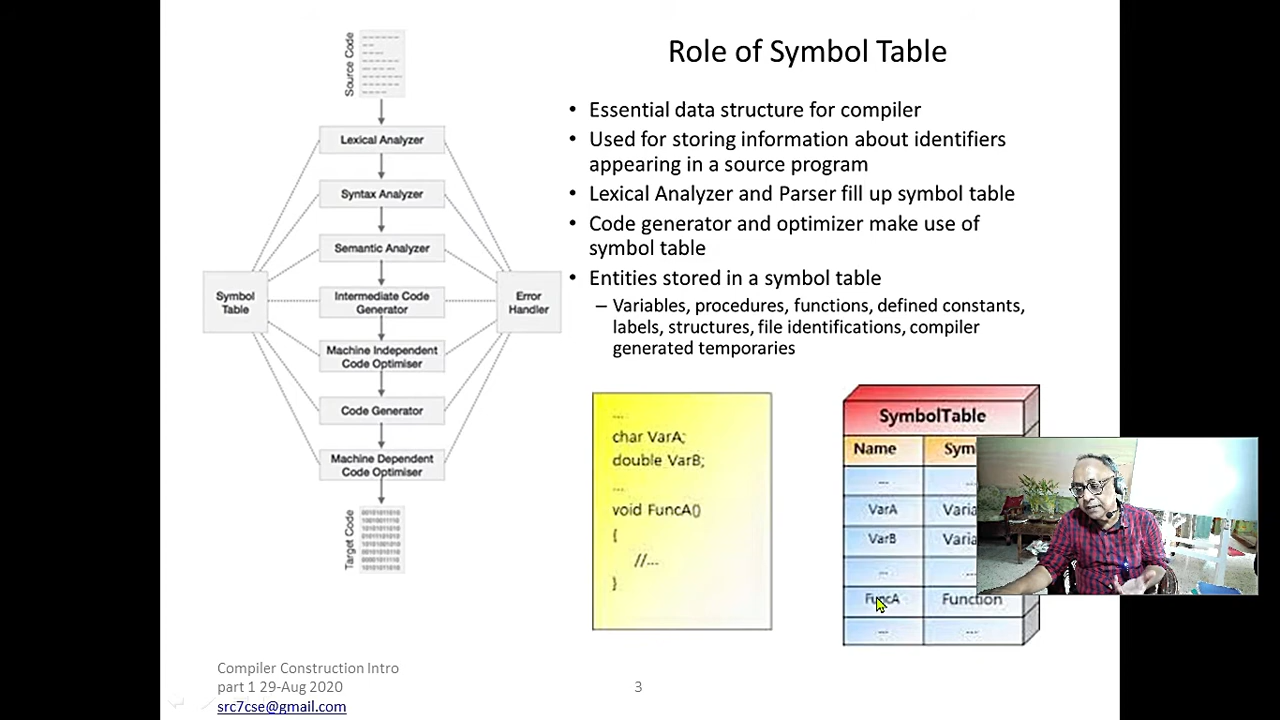 Role of Symbol Table
Source Code
Lexical Analyzer
Syntax Analyzer
Semantic Analyzer
Intermediate Code
Generator
Machine Independent
Code Optimiser
Code Generator
Machine Dependent
Code Optimiser
Target Code
Symbol
Table
Error
Handler
• Essential data structure for compiler
• Used for storing information about identifiers
appearing in a source program
• Lexical Analyzer and Parser fill up symbol table
• Code generator and optimizer make use of
symbol table
• Entities stored in a symbol table
– Variables, procedures, functions, defined constants,
labels, structures, file identifications, compiler
generated temporaries
....
char VarA;
double VarB;
....
void FuncA()
{
//...
}
SymbolTable
Name
...
VarA
VarB
...
FuncA Function
... ...
Compiler Construction Intro
part 1 29-Aug 2020
src7cse@gmail.com
3